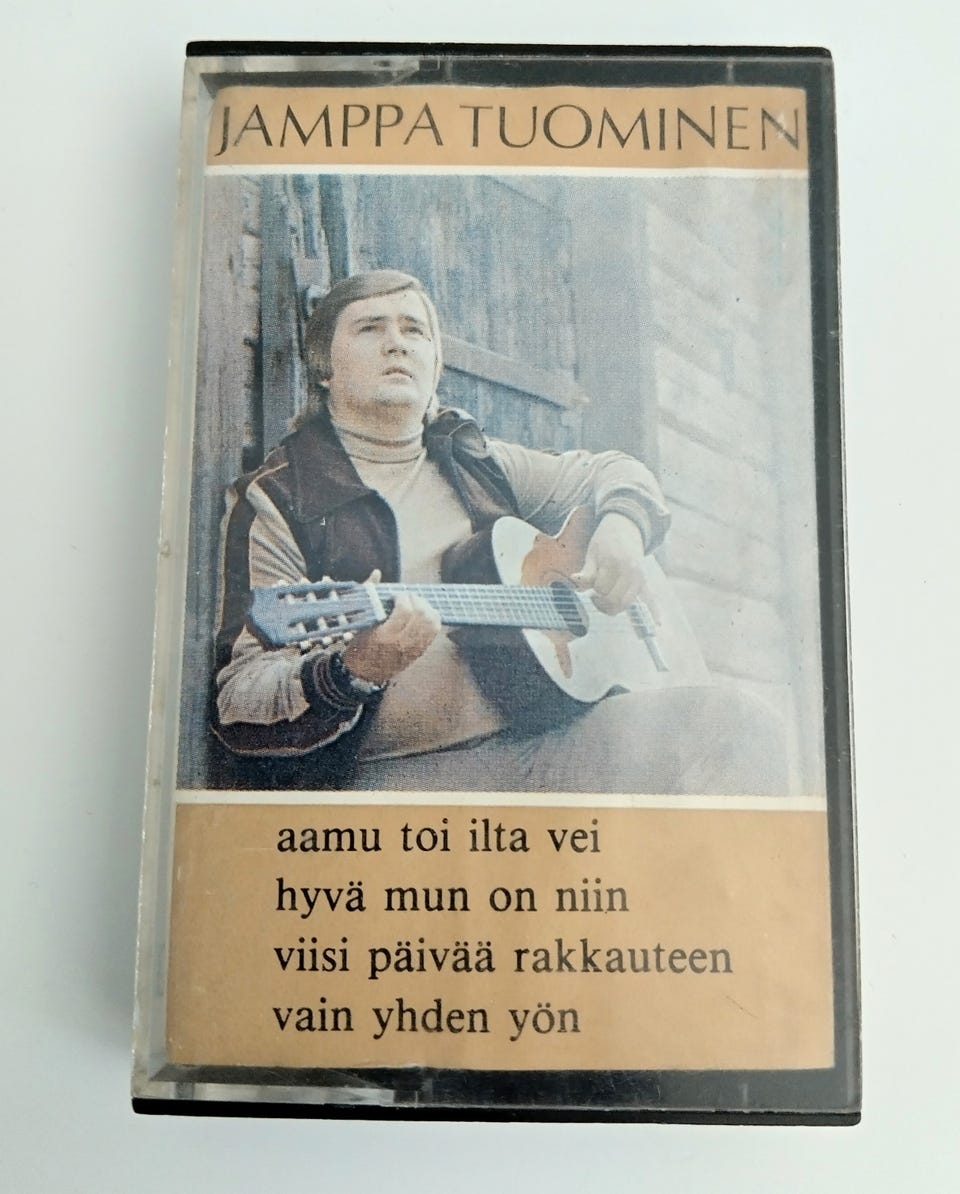 JAMPPA TUOMINEN
aamu toi ilta vei
hyvä mun on niin
viisi päivää rakkauteen
vain yhden yön